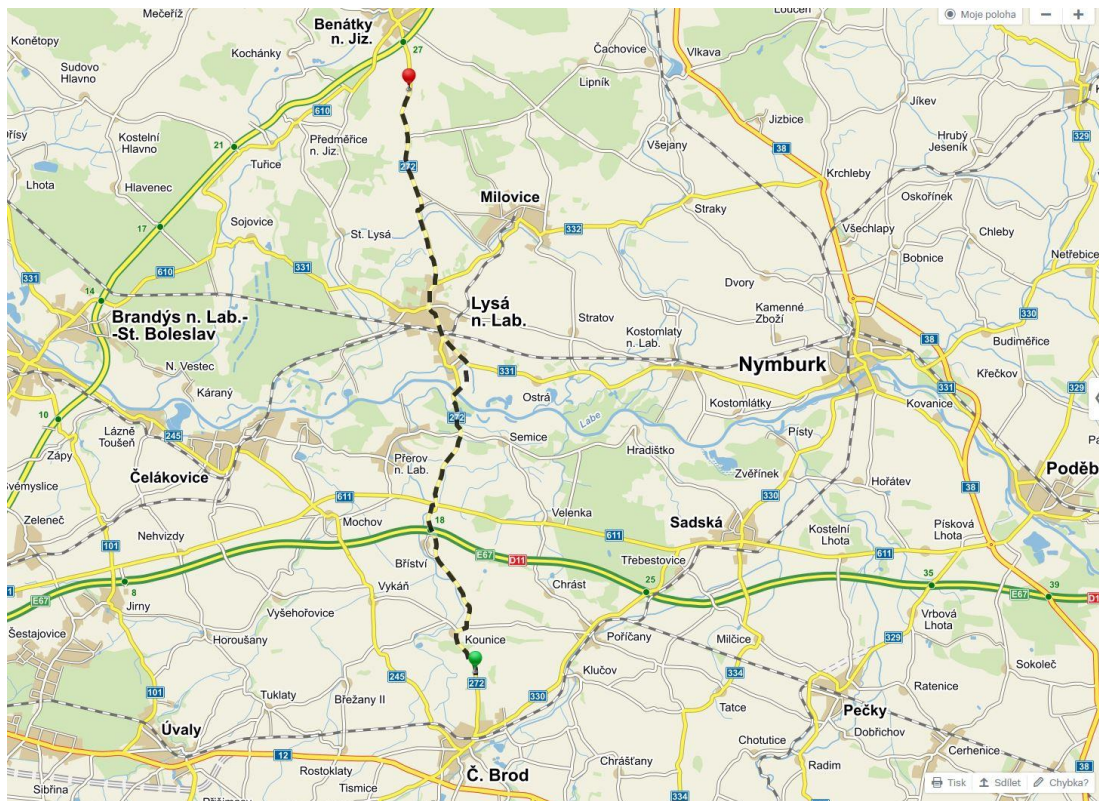 Mečeříž
Loučeň
Moje poloha
− +
Benátky
n. Jiz.
27
Konětopy
Kochánky
Čachovice
Vlkava
Sudovo
Hlavno
Lipník
Jíkev
610
38
329
Kostelní
Hlavno
Předměřice
n. Jiz.
Jizbice
Hrubý
Jeseník
21
Tuřice
Všejany
38
272
Krchleby
Lhota
Hlavenec
Milovice
Oskořínek
Straky
17
Sojovice
St. Lysá
332
Všechlapy
Chleby
Bobnice
Netřebice
331
610
331
Dvory
14
Lysá
n. Lab.
Kamenné
Zboží
330
Brandýs n. Lab.-
-St. Boleslav
Stratov
Kostomlaty
n. Lab.
38
Budiměřice
N. Vestec
Nymburk
331
Křečkov
331
329
Káraný
Ostrá
Kostomlátky
Kovanice
10
272
Labe
Lázně
Toušeň
245
Písty
Semice
Hradištko
Zápy
Přerov
n. Lab.
Čelákovice
Zvěřínek
Poděb
Hořátev
38
611
330
Velenka
Sadská
Zeleneč
Mochov
18
Nehvizdy
101
611
Kostelní
Lhota
Písková
Lhota
611
E67
D11
Bříství
Třebestovice
8
Vykáň
Chrást
25
35
39
E67
Jirny
E67
Vyšehořovice
Vrbová
Lhota
Šestajovice
Horoušany
Kounice
Poříčany
Milčice
329
Klučov
Sokoleč
272
245
334
101
Tuklaty
Břežany II
330
Ratenice
Tatce
Úvaly
Pečky
Dobřichov
12
Chotutice
Cerhenice
Rostoklaty
Č. Brod
Chrášťany
Radim
38
Sibřina
Tismice
334
Tisk Sdílet Chybka?